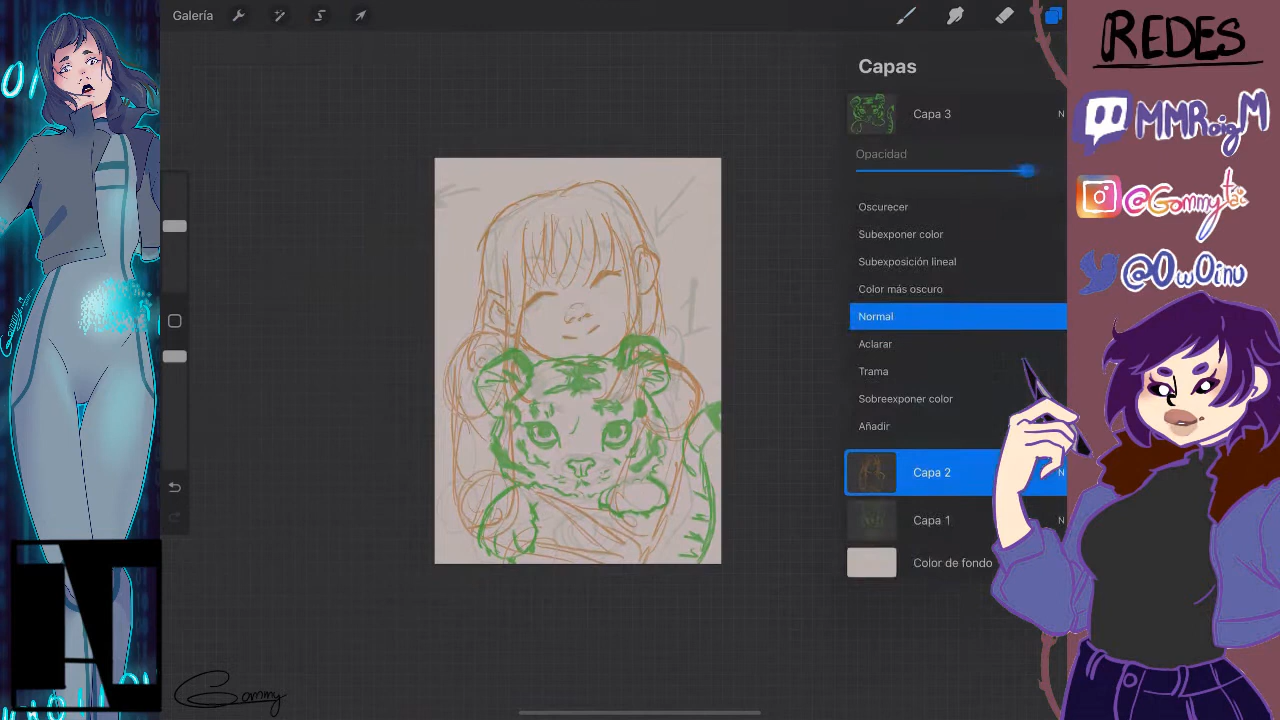 Galería
Capas
Capa 3
N
Opacidad
Oscurecer
Subexponer color
Subexposición lineal
Color más oscuro
Normal
Aclarar
Trama
Sobreexponer color
Añadir
Capa 2
N
Capa 1
N
Color de fondo
Gommy
REDES
MMRoigM
@Gommytai
@OwOinu